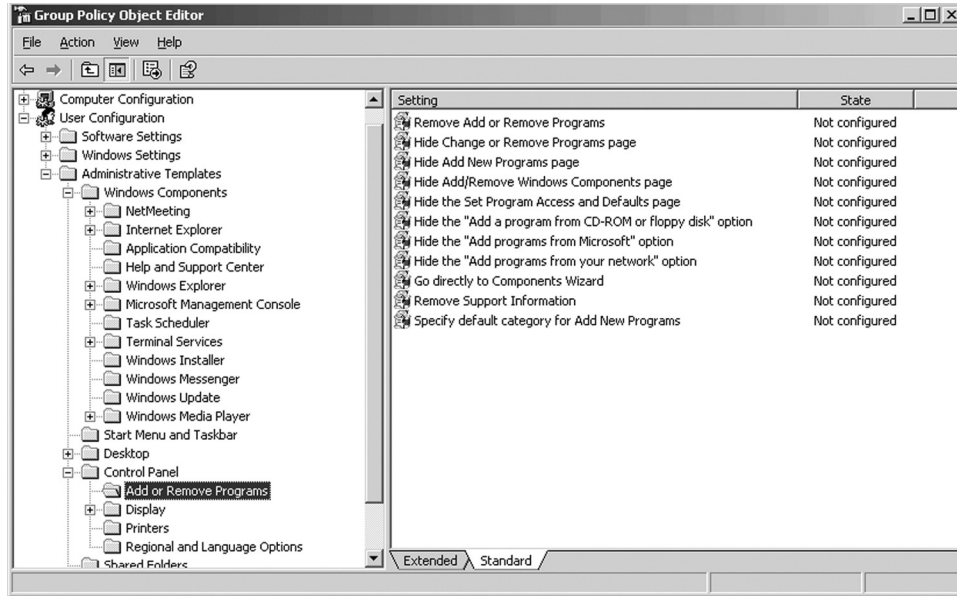 Group Policy Object Editor
File Action View Help
Computer Configuration
User Configuration
Software Settings
Windows Settings
Administrative Templates
Windows Components
NetMeeting
Internet Explorer
Application Compatibility
Help and Support Center
Windows Explorer
Microsoft Management Console
Task Scheduler
Terminal Services
Windows Installer
Windows Messenger
Windows Update
Windows Media Player
Start Menu and Taskbar
Desktop
Control Panel
Add or Remove Programs
Display
Printers
Regional and Language Options
Shared Folders
Setting State
Remove Add or Remove Programs Not configured
Hide Change or Remove Programs page Not configured
Hide Add New Programs page Not configured
Hide Add/Remove Windows Components page Not configured
Hide the Set Program Access and Defaults page Not configured
Hide the "Add a program from CD-ROM or floppy disk" option Not configured
Hide the "Add programs from Microsoft" option Not configured
Hide the "Add programs from your network" option Not configured
Go directly to Components Wizard Not configured
Remove Support Information Not configured
Specify default category for Add New Programs Not configured
Extended Standard